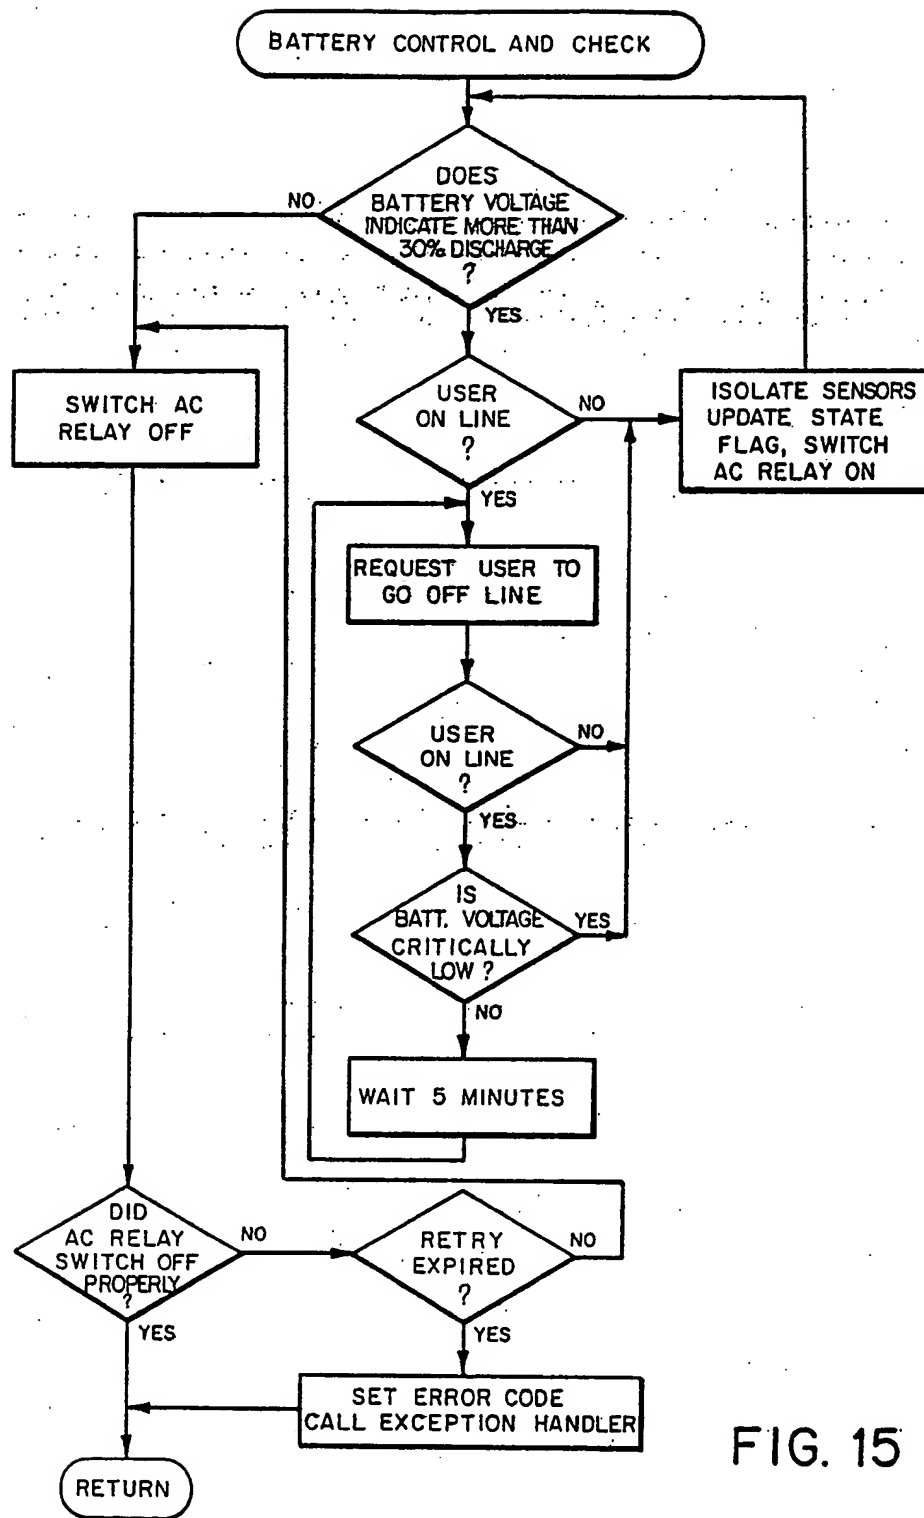 BATTERY CONTROL AND CHECK
DOES
BATTERY VOLTAGE
INDICATE MORE THAN
30% DISCHARGE
?
NO
YES
SWITCH AC
RELAY OFF
USER
ON LINE
?
NO
YES
ISOLATE SENSORS
UPDATE STATE
FLAG, SWITCH
AC RELAY ON
REQUEST USER TO
GO OFF LINE
USER
ON LINE
?
NO
YES
IS
BATT. VOLTAGE
CRITICALLY
LOW ?
YES
NO
WAIT 5 MINUTES
DID
AC RELAY
SWITCH OFF
PROPERLY
?
NO
YES
RETRY
EXPIRED
?
NO
YES
SET ERROR CODE
CALL EXCEPTION HANDLER
RETURN
FIG. 15